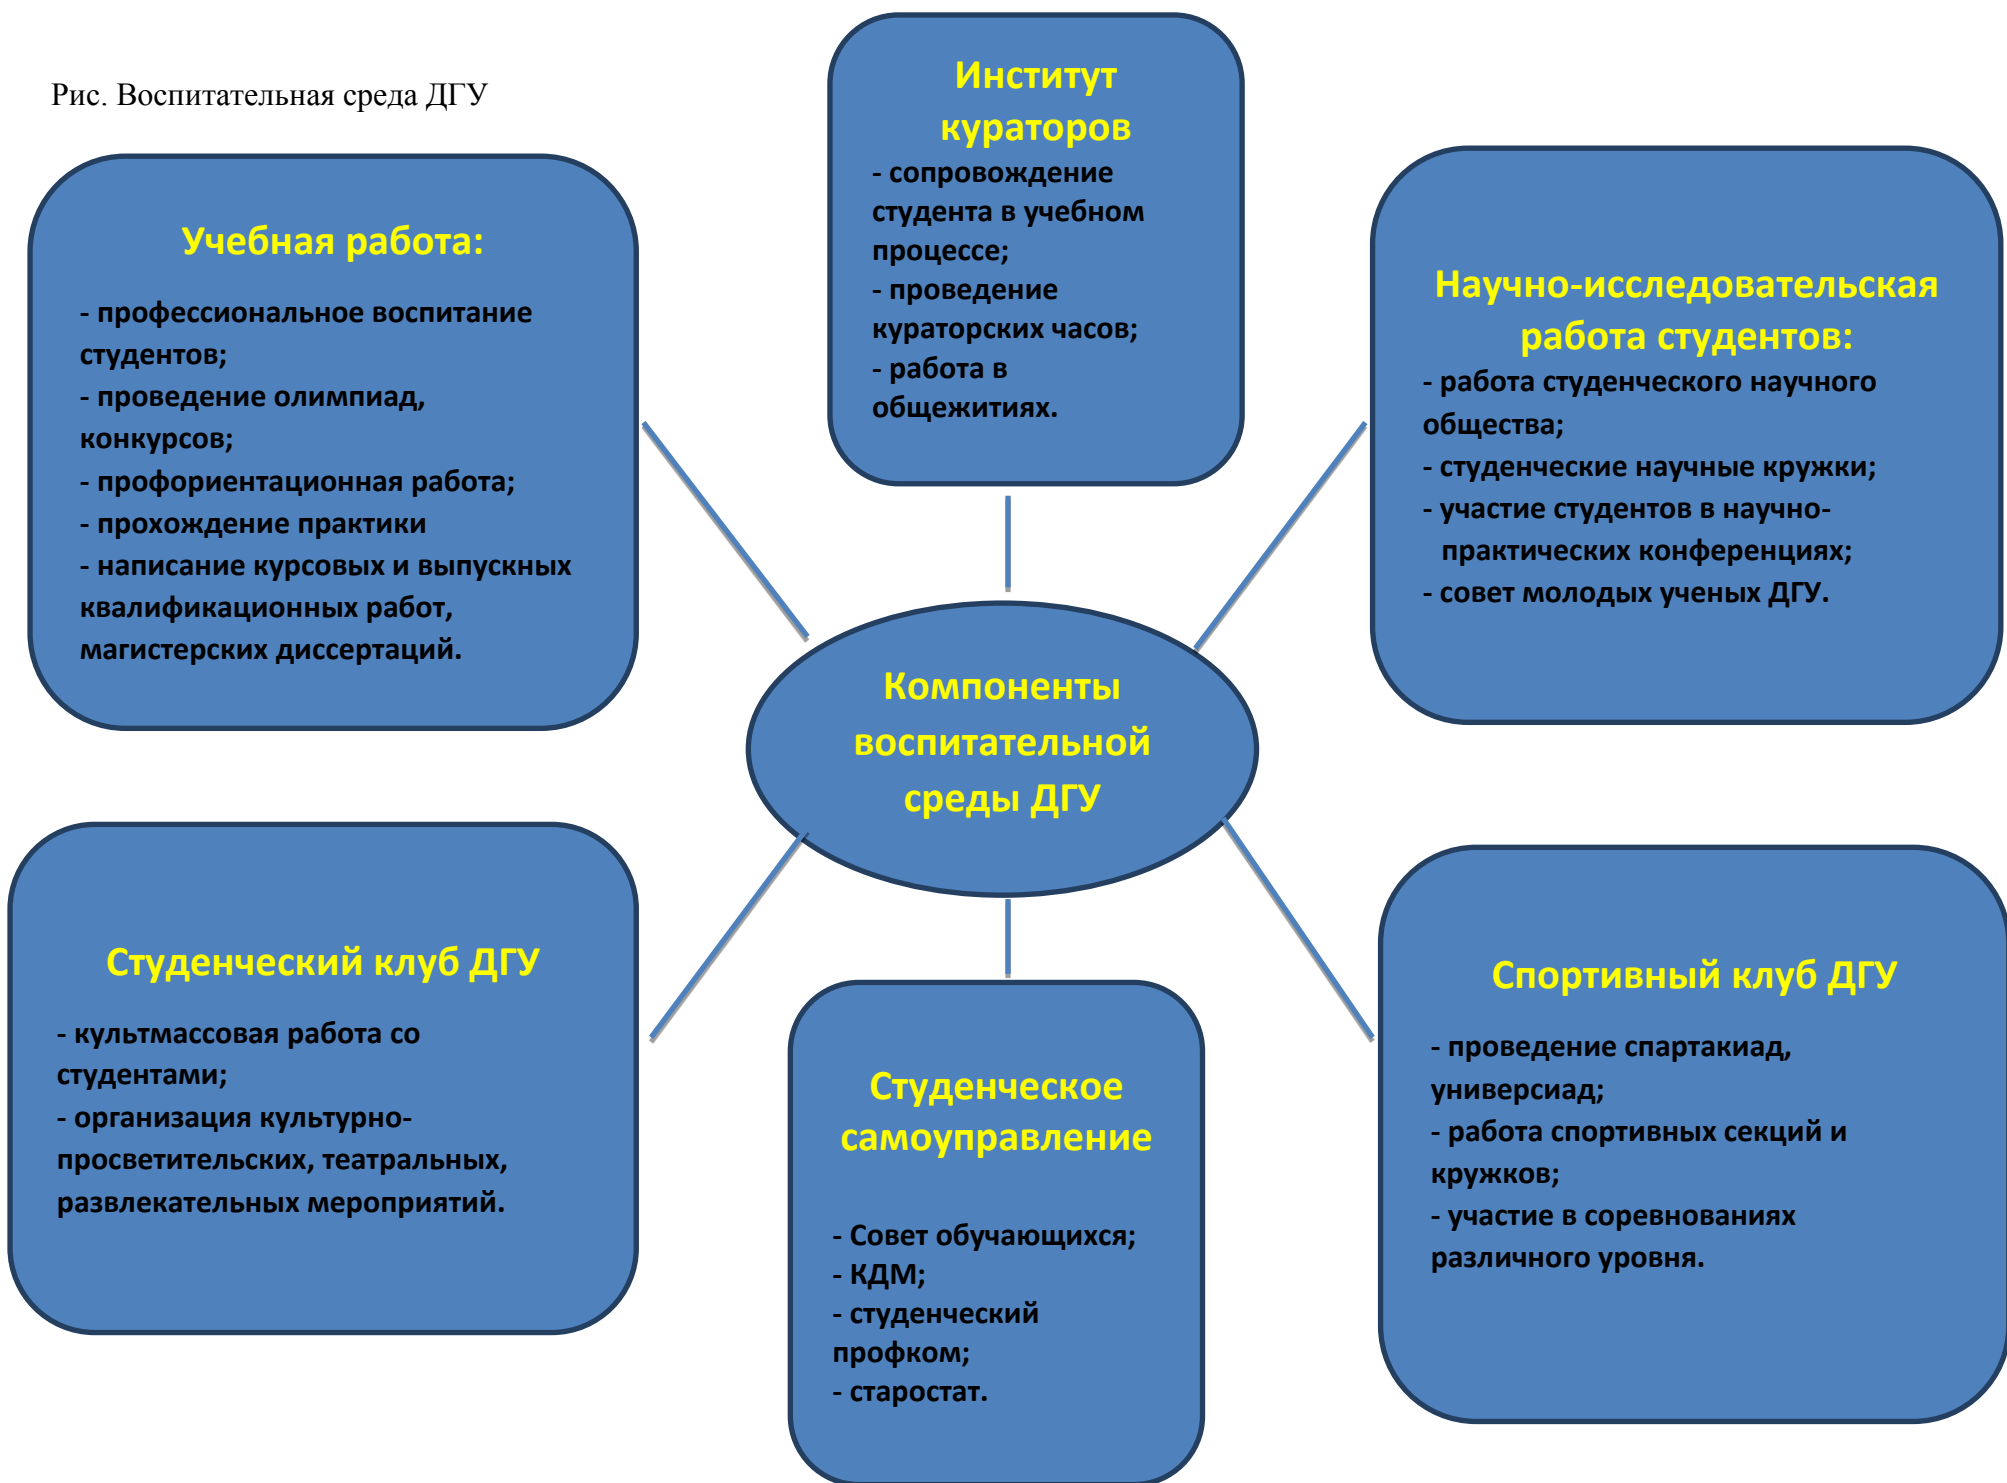 Рис. Воспитательная среда ДГУ
Институт
кураторов
- сопровождение
студента в учебном
процессе;
- проведение
кураторских часов;
- работа в
общежитиях.
Учебная работа:
- профессиональное воспитание
студентов;
- проведение олимпиад,
конкурсов;
- профориентационная работа;
- прохождение практики
- написание курсовых и выпускных
квалификационных работ,
магистерских диссертаций.
Научно-исследовательская
работа студентов:
- работа студенческого научного
общества;
- студенческие научные кружки;
- участие студентов в научно-
практических конференциях;
- совет молодых ученых ДГУ.
Компоненты
воспитательной
среды ДГУ
Студенческий клуб ДГУ
- культмассовая работа со
студентами;
- организация культурно-
просветительских, театральных,
развлекательных мероприятий.
Студенческое
самоуправление
- Совет обучающихся;
- КДМ;
- студенческий
профком;
- старостат.
Спортивный клуб ДГУ
- проведение спартакиад,
универсиад;
- работа спортивных секций и
кружков;
- участие в соревнованиях
различного уровня.